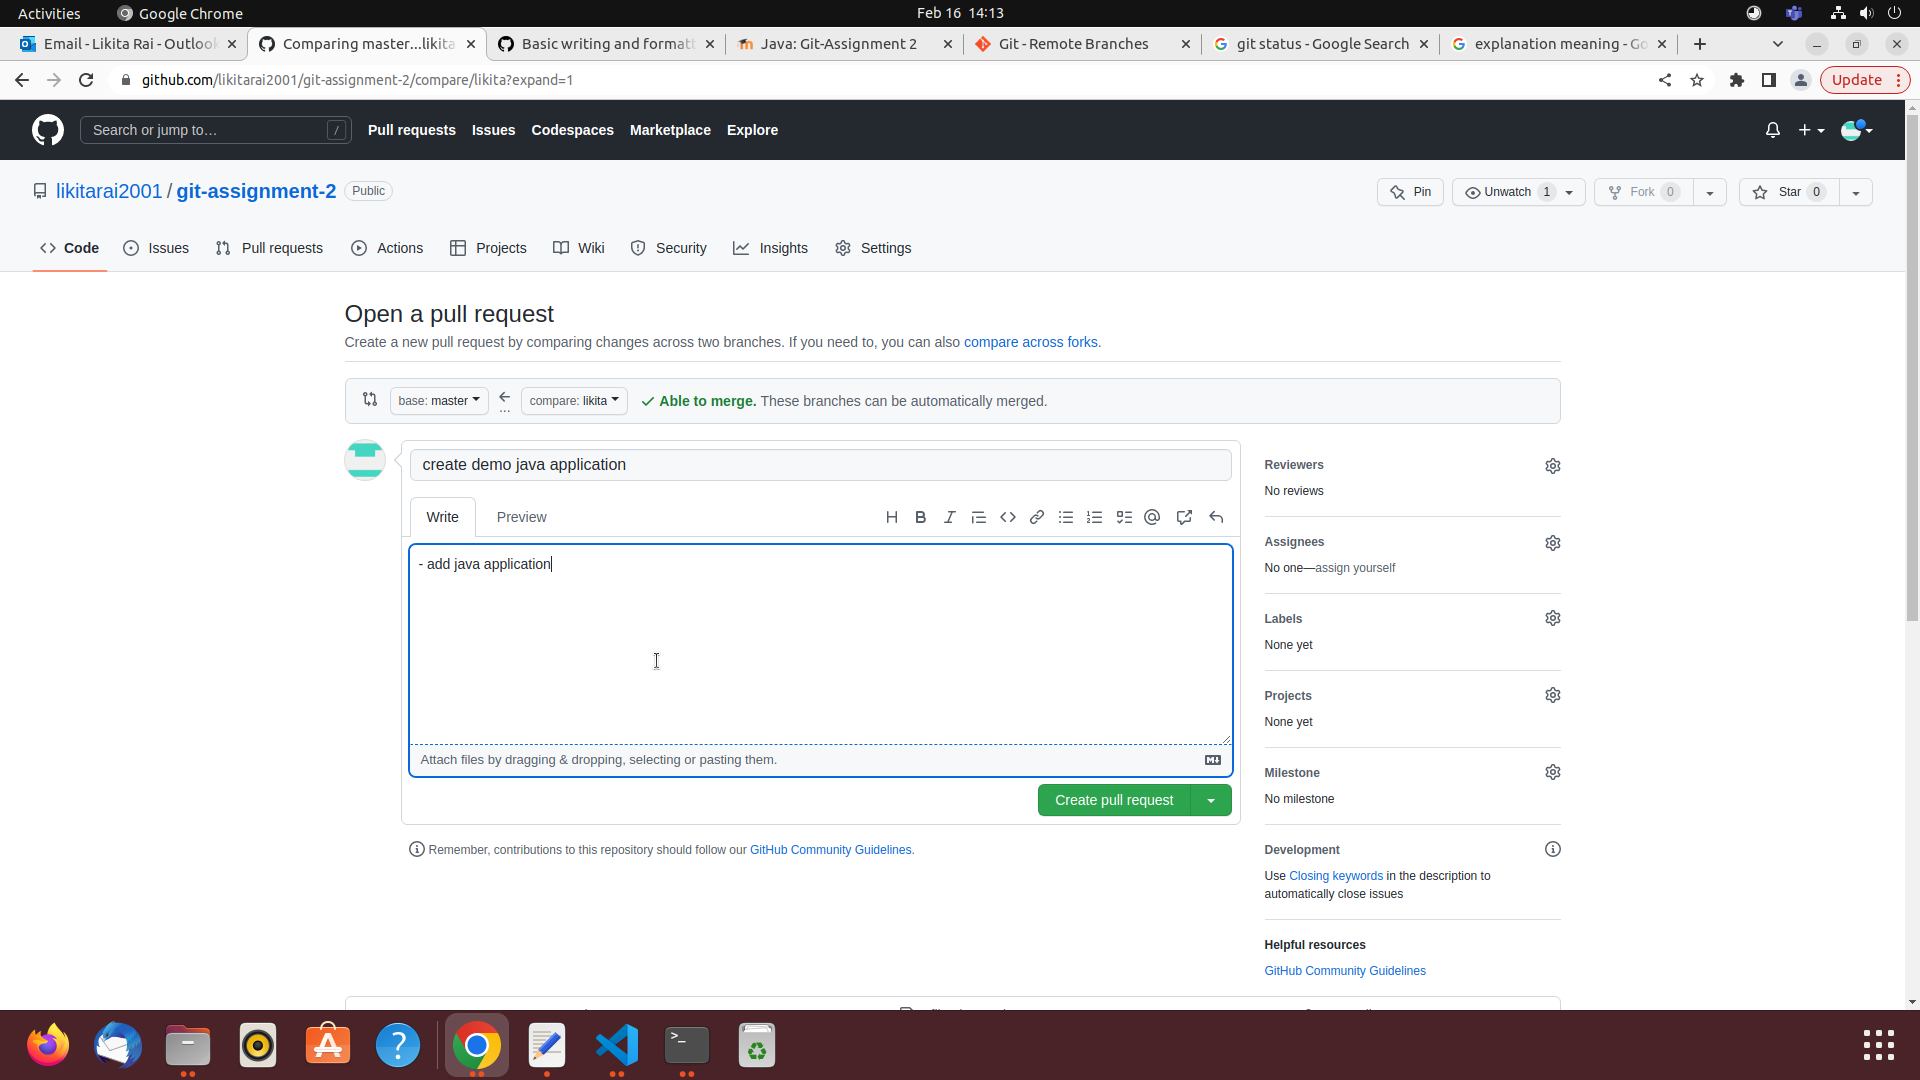 Activities Google Chrome Feb 16 14:13
Email - Likita Rai - Outlook Comparing master...likita Basic writing and formatt Java: Git-Assignment 2 Git - Remote Branches git status - Google Search explanation meaning - Go
github.com/likitarai2001/git-assignment-2/compare/likita?expand=1 Update
Search or jump to… / Pull requests Issues Codespaces Marketplace Explore
likitarai2001 / git-assignment-2 Public Pin Unwatch 1 Fork 0 Star 0
Code Issues Pull requests Actions Projects Wiki Security Insights Settings
Open a pull request
Create a new pull request by comparing changes across two branches. If you need to, you can also compare across forks.
base: master ... compare: likita Able to merge. These branches can be automatically merged.
create demo java application
Write Preview
- add java application
Attach files by dragging & dropping, selecting or pasting them.
Create pull request
Remember, contributions to this repository should follow our GitHub Community Guidelines.
Reviewers
No reviews
Assignees
No one—assign yourself
Labels
None yet
Projects
None yet
Milestone
No milestone
Development
Use Closing keywords in the description to
automatically close issues
Helpful resources
GitHub Community Guidelines